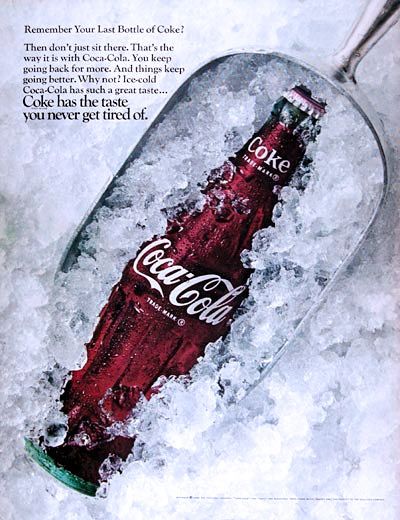 Remember Your Last Bottle of Coke?
Then don't just sit there. That's the
way it is with Coca-Cola. You keep
going back for more. And things keep
going better. Why not? Ice-cold
Coca-Cola has such a great taste...
Coke has the taste
you never get tired of.
Coke
TRADE-MARK ®
Coca-Cola
TRADE MARK ®